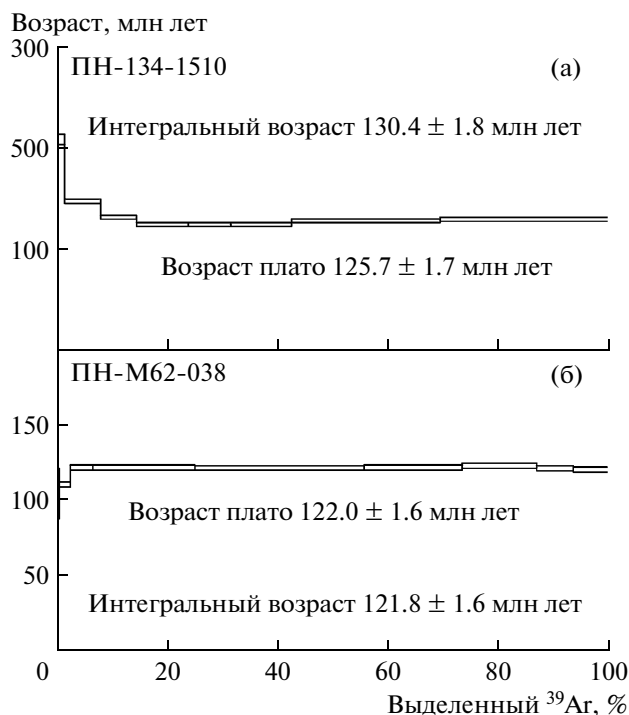 Возраст, млн лет
300
ПН-134-1510
(а)
Интегральный возраст 130.4 ± 1.8 млн лет
500
100
Возраст плато 125.7 ± 1.7 млн лет
ПН-М62-038
(б)
150
100
Возраст плато 122.0 ± 1.6 млн лет
50
Интегральный возраст 121.8 ± 1.6 млн лет
0 20 40 60 80 100
Выделенный ³⁹Ar, %